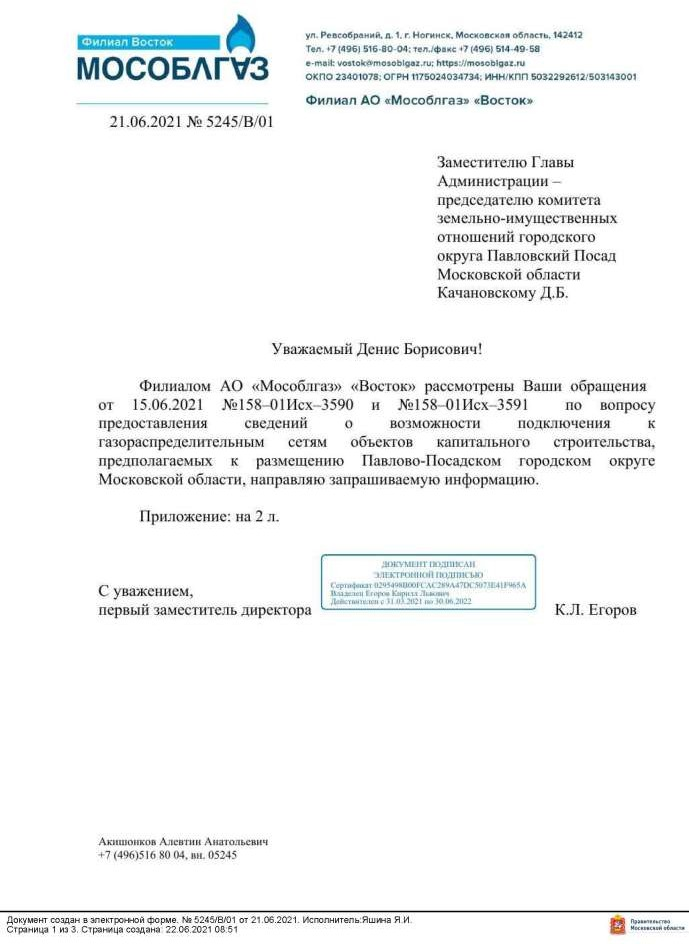 Филиал Восток
МОСОБЛГАЗ
ул. Ревсобраний, д. 1, г. Ногинск, Московская область, 142412
Тел. +7 (496) 516-80-04; тел./факс +7 (496) 514-49-58
e-mail: vostok@mosoblgaz.ru; https://mosoblgaz.ru
ОКПО 23401078; ОГРН 1175024034734; ИНН/КПП 5032292612/503143001
Филиал АО «Мособлгаз» «Восток»
21.06.2021 № 5245/В/01
Заместителю Главы
Администрации –
председателю комитета
земельно-имущественных
отношений городского
округа Павловский Посад
Московской области
Качановскому Д.Б.
Уважаемый Денис Борисович!
Филиалом АО «Мособлгаз» «Восток» рассмотрены Ваши обращения
от 15.06.2021 №158–01Исх–3590 и №158–01Исх–3591 по вопросу
предоставления сведений о возможности подключения к
газораспределительным сетям объектов капитального строительства,
предполагаемых к размещению Павлово-Посадском городском округе
Московской области, направляю запрашиваемую информацию.
Приложение: на 2 л.
ДОКУМЕНТ ПОДПИСАН
ЭЛЕКТРОННОЙ ПОДПИСЬЮ
Сертификат 0295498B00FCAC289A47DC5073E41F965A
Владелец Егоров Кирилл Львович
Действителен с 31.03.2021 по 30.06.2022
С уважением,
первый заместитель директора
К.Л. Егоров
Акишонков Алевтин Анатольевич
+7 (496)516 80 04, вн. 05245
Документ создан в электронной форме. № 5245/В/01 от 21.06.2021. Исполнитель:Яшина Я.И.
Страница 1 из 3. Страница создана: 22.06.2021 08:51
Правительство
Московской области